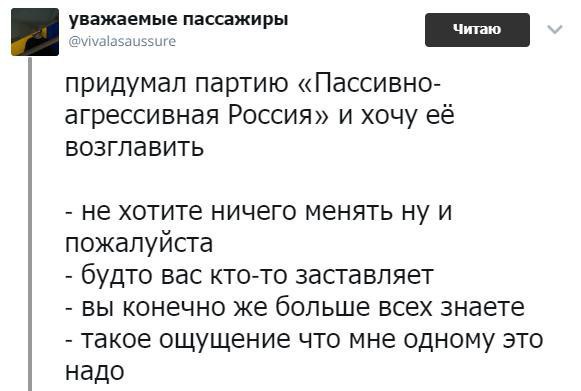 уважаемые пассажиры
@vivalasaussure
Читаю
придумал партию «Пассивно-
агрессивная Россия» и хочу её
возглавить
- не хотите ничего менять ну и
пожалуйста
- будто вас кто-то заставляет
- вы конечно же больше всех знаете
- такое ощущение что мне одному это
надо